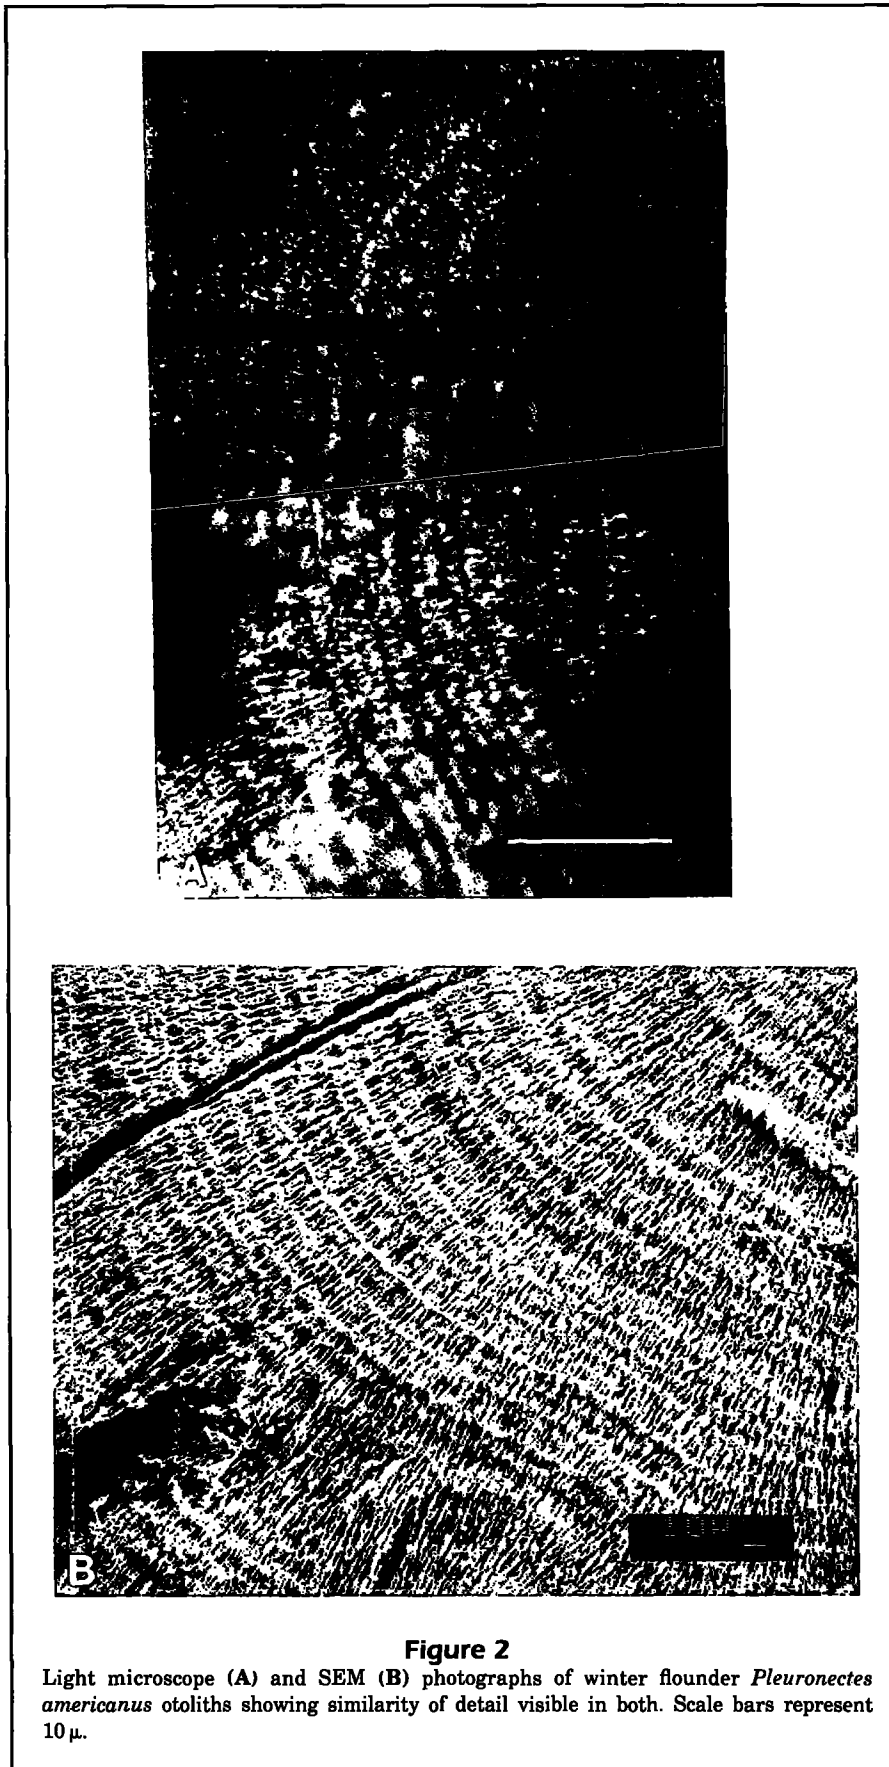 A
B
Figure 2
Light microscope (A) and SEM (B) photographs of winter flounder Pleuronectes
americanus otoliths showing similarity of detail visible in both. Scale bars represent
10 µ.